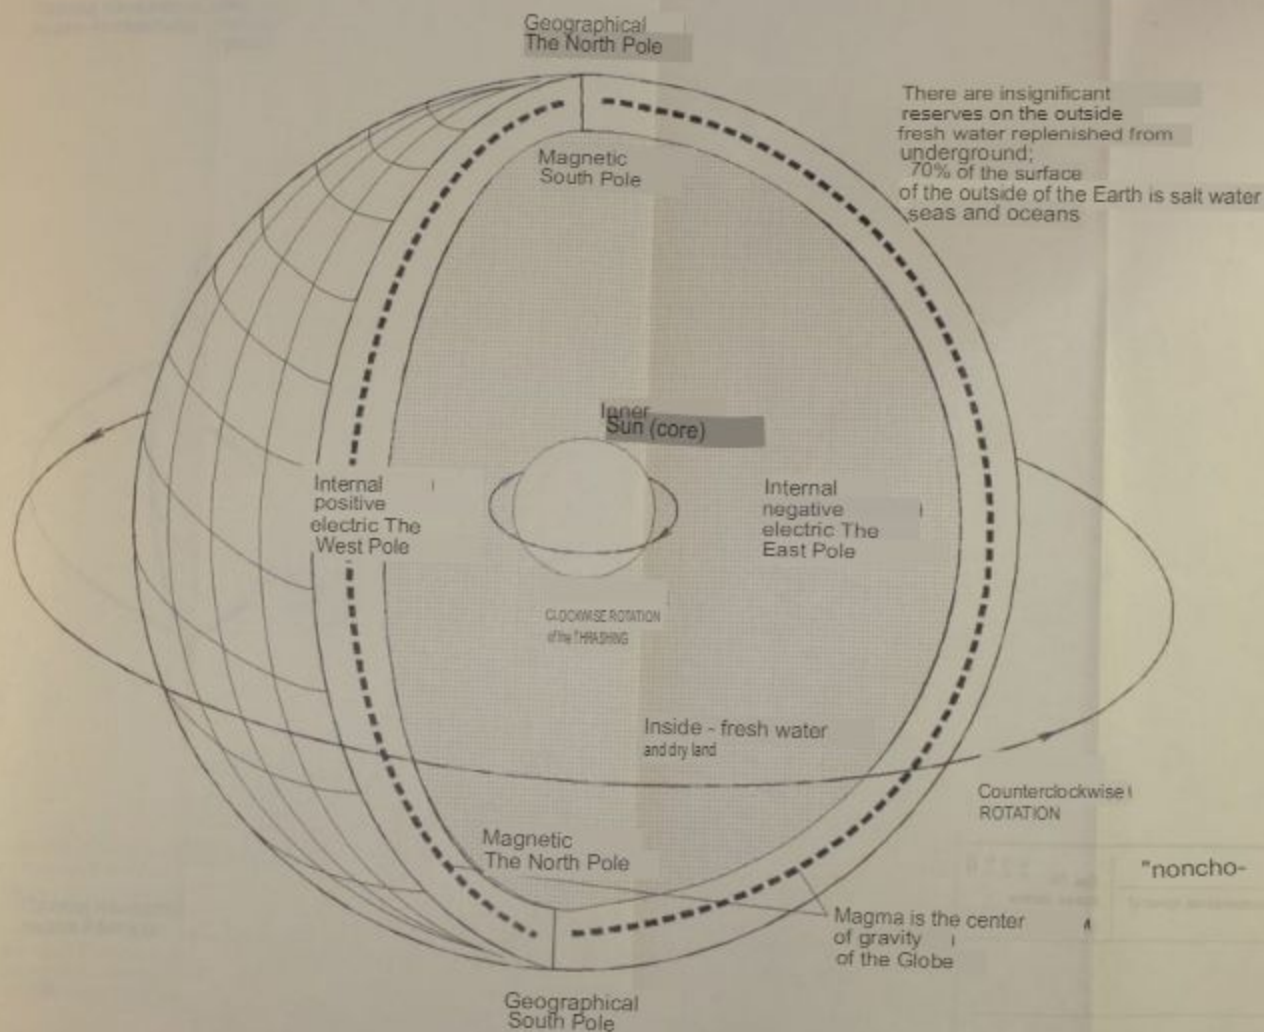 Geographical
The North Pole
There are insignificant
reserves on the outside
fresh water replenished from
underground;
70% of the surface
of the outside of the Earth is salt water
seas and oceans
Magnetic
South Pole
Inner
Sun (core)
Internal
positive
electric The
West Pole
Internal
negative
electric The
East Pole
CLOCKWISE ROTATION
of the THRASHING
Inside - fresh water
and dry land
Counterclockwise
ROTATION
Magnetic
The North Pole
"noncho-
Magma is the center
of gravity
of the Globe
Geographical
South Pole